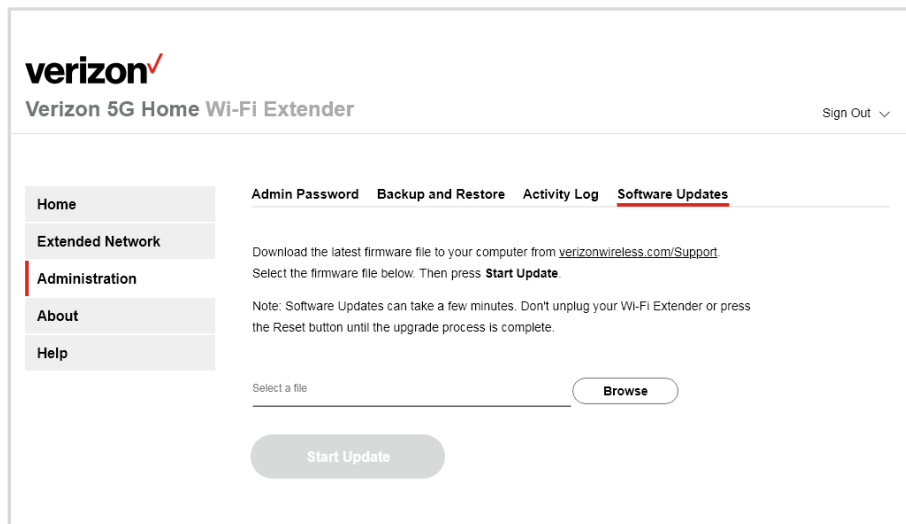 verizon✓
Verizon 5G Home Wi-Fi Extender
Sign Out
Home
Extended Network
Administration
About
Help
Admin Password Backup and Restore Activity Log Software Updates
Download the latest firmware file to your computer from verizonwireless.com/Support.
Select the firmware file below. Then press Start Update.
Note: Software Updates can take a few minutes. Don't unplug your Wi-Fi Extender or press
the Reset button until the upgrade process is complete.
Select a file
Browse
Start Update